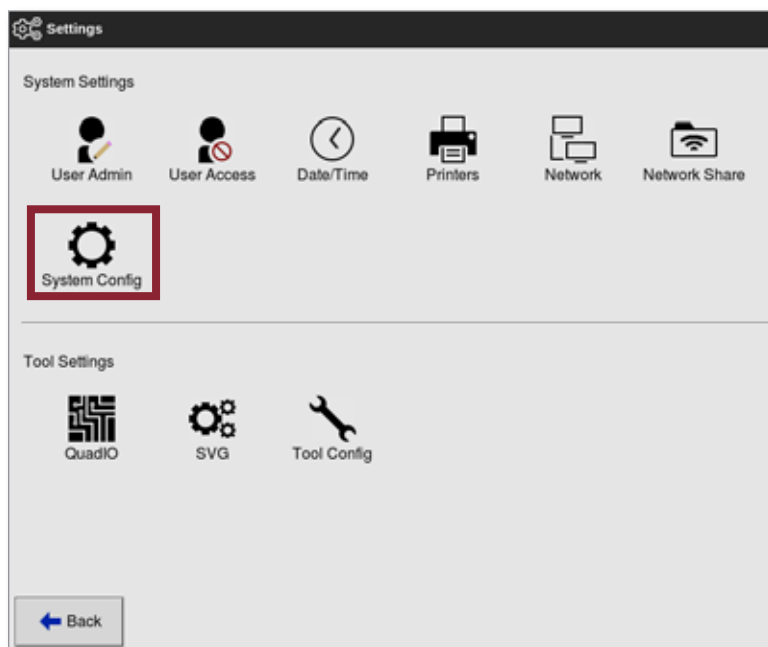 Settings
System Settings
User Admin User Access Date/Time Printers Network Network Share
System Config
Tool Settings
QuadIO SVG Tool Config
Back